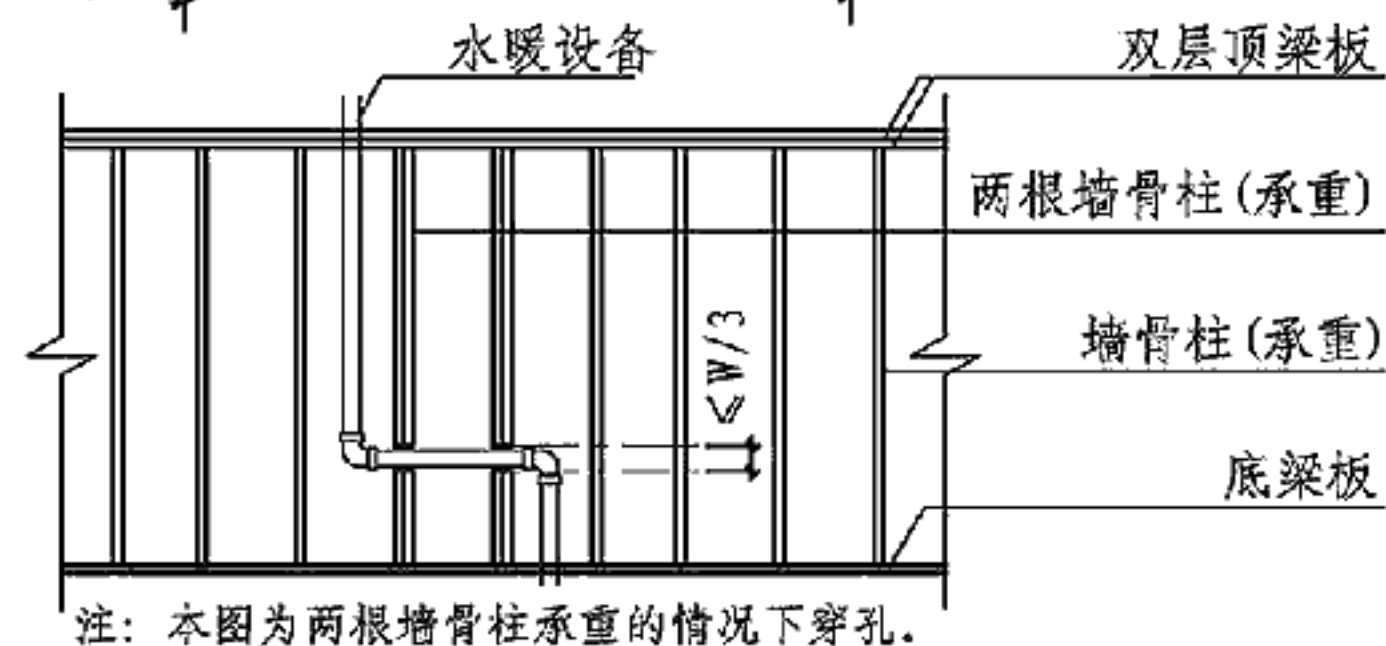 水暖设备
双层顶梁板
两根墙骨柱(承重)
<W/3
墙骨柱(承重)
底梁板
注: 本图为两根墙骨柱承重的情况下穿孔.